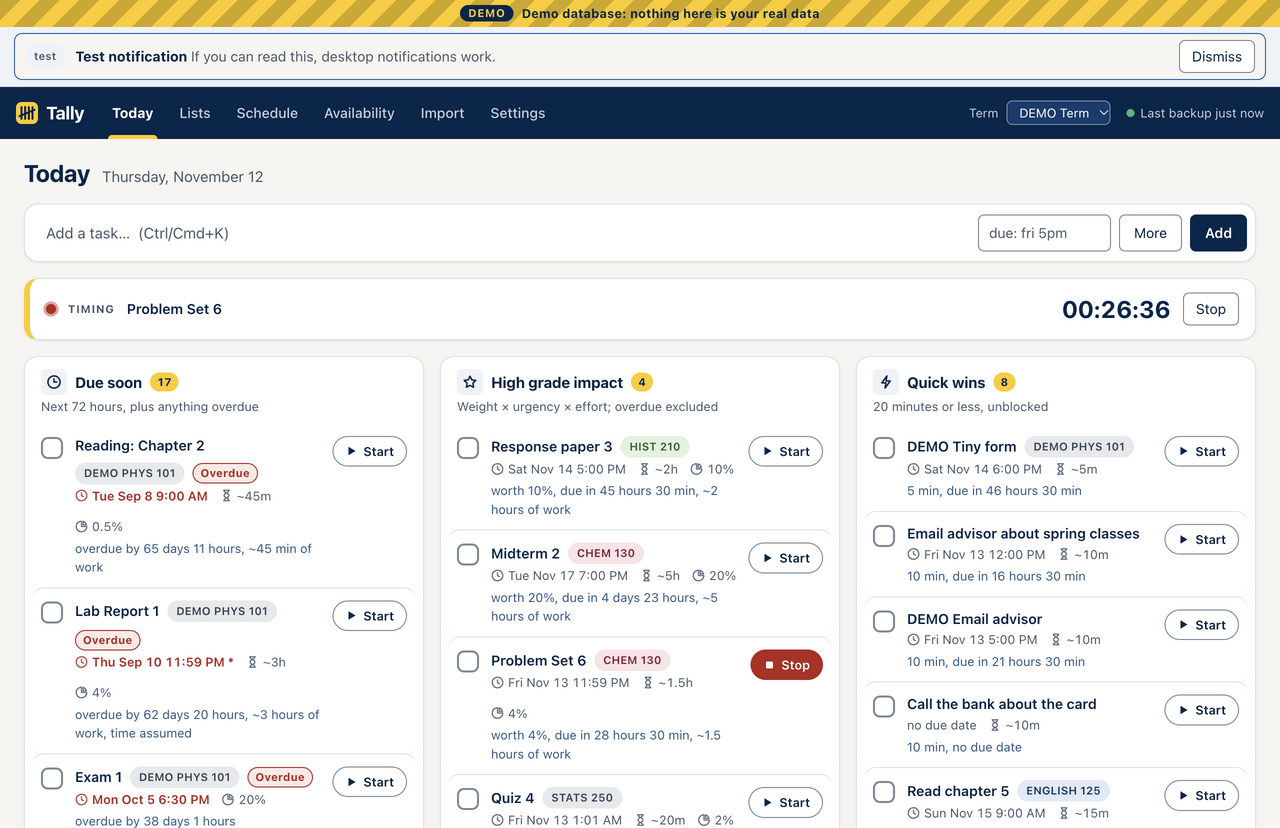 DEMO Demo database: nothing here is your real data
test Test notification If you can read this, desktop notifications work. Dismiss
Tally Today Lists Schedule Availability Import Settings Term DEMO Term Last backup just now
Today Thursday, November 12
Add a task... (Ctrl/Cmd+K) due: fri 5pm More Add
TIMING Problem Set 6 00:26:36 Stop
Due soon 17
Next 72 hours, plus anything overdue
Reading: Chapter 2 Start
DEMO PHYS 101 Overdue
Tue Sep 8 9:00 AM ~45m
0.5%
overdue by 65 days 11 hours, ~45 min of
work
Lab Report 1 DEMO PHYS 101 Start
Overdue
Thu Sep 10 11:59 PM * ~3h
4%
overdue by 62 days 20 hours, ~3 hours of
work, time assumed
Exam 1 DEMO PHYS 101 Overdue Start
Mon Oct 5 6:30 PM 20%
overdue by 38 days 1 hours
High grade impact 4
Weight × urgency × effort; overdue excluded
Response paper 3 HIST 210 Start
Sat Nov 14 5:00 PM ~2h 10%
worth 10%, due in 45 hours 30 min, ~2
hours of work
Midterm 2 CHEM 130 Start
Tue Nov 17 7:00 PM ~5h 20%
worth 20%, due in 4 days 23 hours, ~5
hours of work
Problem Set 6 CHEM 130 Stop
Fri Nov 13 11:59 PM ~1.5h
4%
worth 4%, due in 28 hours 30 min, ~1.5
hours of work
Quiz 4 STATS 250 Start
Fri Nov 13 1:01 AM ~20m 2%
Quick wins 8
20 minutes or less, unblocked
DEMO Tiny form DEMO PHYS 101 Start
Sat Nov 14 6:00 PM ~5m
5 min, due in 46 hours 30 min
Email advisor about spring classes Start
Fri Nov 13 12:00 PM ~10m
10 min, due in 16 hours 30 min
DEMO Email advisor Start
Fri Nov 13 5:00 PM ~10m
10 min, due in 21 hours 30 min
Call the bank about the card Start
no due date ~10m
10 min, no due date
Read chapter 5 ENGLISH 125 Start
Sun Nov 15 9:00 AM ~15m